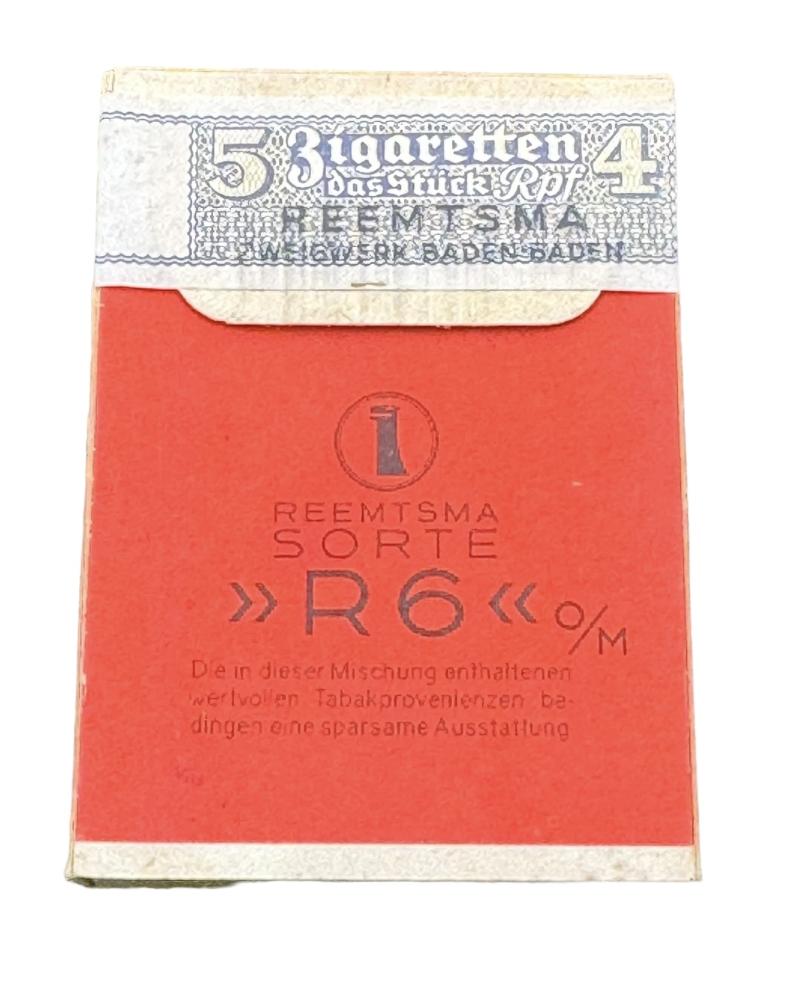 5 Zigaretten 4
das Stück Rpf
REEMTSMA
ZWEIGWERK BADEN-BADEN
REEMTSMA
SORTE
»R6« o/M
Die in dieser Mischung enthaltenen
wertvollen Tabakprovenienzen be-
dingen eine sparsame Ausstattung